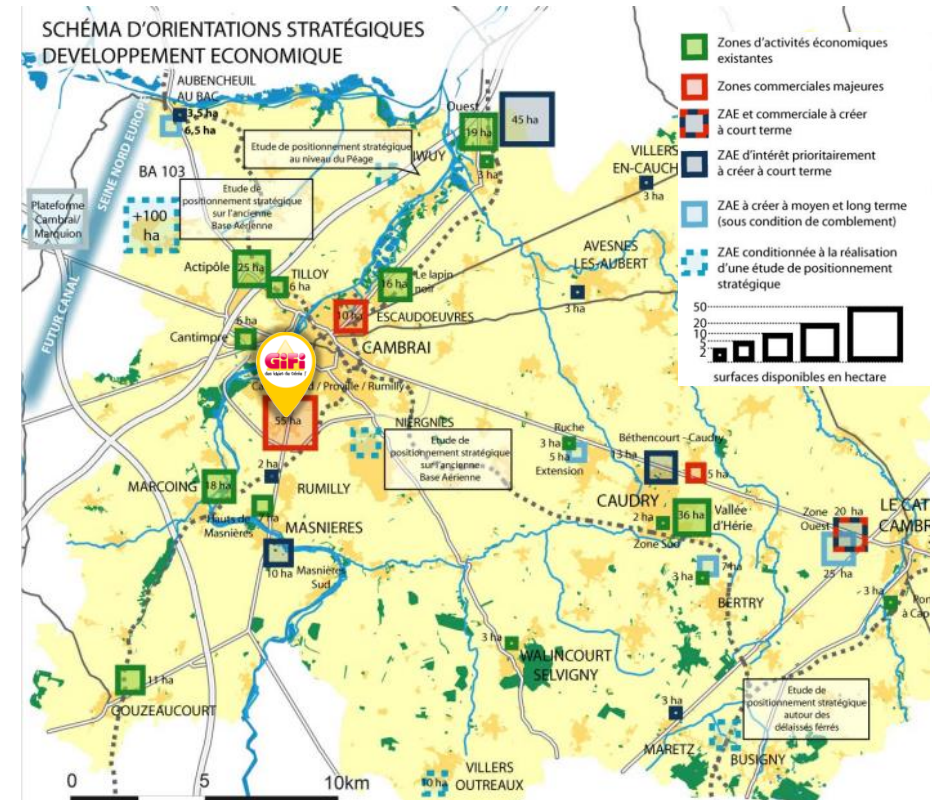 SCHÉMA D'ORIENTATIONS STRATÉGIQUES
DEVELOPPEMENT ECONOMIQUE
AUBENCHEUIL
AU BAC
3,5 ha
6,5 ha
SEINE NORD EUROPE
FUTUR CANAL
BA 103
Plateforme
Cambrai/
Marquion
+100
ha
Etude de positionnement stratégique
au niveau du Péage
Etude de
positionnement stratégique
sur l'ancienne
Base Aérienne
IWUY
Ouest
19 ha
45 ha
3 ha
VILLERS
EN-CAUCH
3 ha
AVESNES
LES-AUBERT
3 ha
Actipôle
25 ha
TILLOY
6 ha
Le lapin
noir
16 ha
10 ha
ESCAUDOEUVRES
6 ha
Cantimpre
CAMBRAI
GiFi
/ Proville / Rumilly
55 ha
NIERGNIES
Etude de
positionnement stratégique
sur l'ancienne
Base Aérienne
2 ha
RUMILLY
MARCOING
18 ha
Hauts de
Masnières
MASNIERES
10 ha
Masnières
Sud
Ruche
3 ha
5 ha
Extension
Béthencourt - Caudry
13 ha
5 ha
CAUDRY
36 ha
Vallée
d'Hérie
2 ha
Zone Sud
Zone
Ouest
20 ha
25 ha
LE CAT
CAMBR
7 ha
3 ha
BERTRY
3 ha
Pon
à Cap
3 ha
WALINCOURT
SELVIGNY
11 ha
GOUZEAUCOURT
3 ha
MARETZ
Etude de
positionnement stratégique
autour des
délaissés férrés
BUSIGNY
10 ha
VILLERS
OUTREAUX
0 5 10km
Zones d'activités économiques
existantes
Zones commerciales majeures
ZAE et commerciale à créer
à court terme
ZAE d'intérêt prioritairement
à créer à court terme
ZAE à créer à moyen et long terme
(sous condition de comblement)
ZAE conditionnée à la réalisation
d'une étude de positionnement
stratégique
50
20
10
5
2
surfaces disponibles en hectare